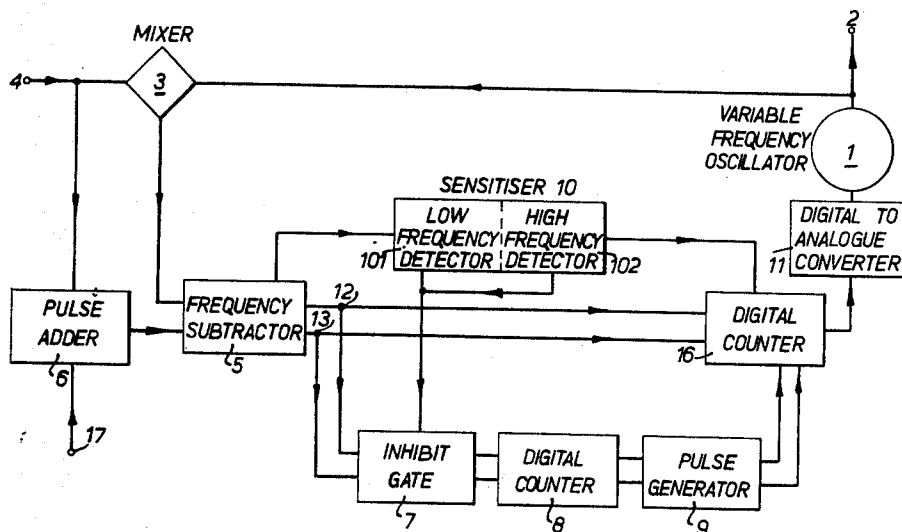 MIXER
2
4
3
VARIABLE
FREQUENCY
OSCILLATOR
1
SENSITISER 10
LOW
FREQUENCY
DETECTOR
101
HIGH
FREQUENCY
DETECTOR
102
DIGITAL TO
ANALOGUE
CONVERTER
11
12
13
PULSE
ADDER
6
FREQUENCY
SUBTRACTOR
5
DIGITAL
COUNTER
16
17
INHIBIT
GATE
7
DIGITAL
COUNTER
8
PULSE
GENERATOR
9